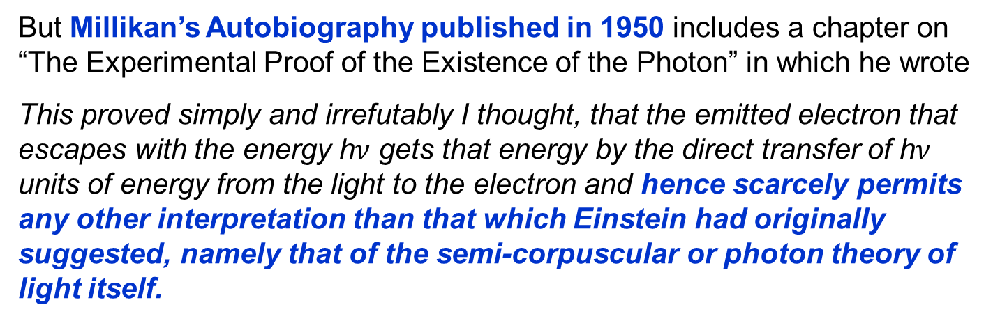 But Millikan’s Autobiography published in 1950 includes a chapter on
“The Experimental Proof of the Existence of the Photon” in which he wrote
This proved simply and irrefutably I thought, that the emitted electron that
escapes with the energy hν gets that energy by the direct transfer of hν
units of energy from the light to the electron and hence scarcely permits
any other interpretation than that which Einstein had originally
suggested, namely that of the semi-corpuscular or photon theory of
light itself.